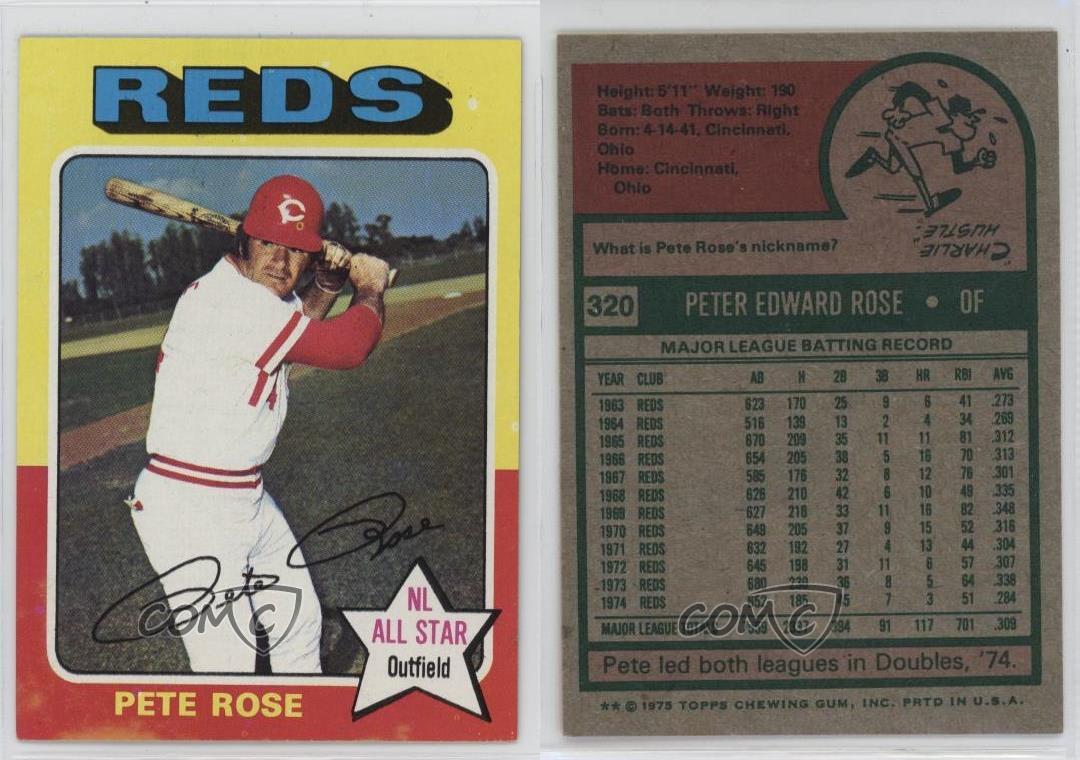 REDS
Pete Rose
NL
ALL STAR
Outfield
PETE ROSE
COMC
Height: 5'11" Weight: 190
Bats: Both Throws: Right
Born: 4-14-41, Cincinnati,
Ohio
Home: Cincinnati,
Ohio
What is Pete Rose's nickname?
"CHARLIE
HUSTLE."
320 PETER EDWARD ROSE • OF
MAJOR LEAGUE BATTING RECORD
YEAR CLUB AB H 2B 3B HR RBI AVG
1963 REDS 623 170 25 9 6 41 .273
1964 REDS 516 139 13 2 4 34 .269
1965 REDS 670 209 35 11 11 81 .312
1966 REDS 654 205 38 5 16 70 .313
1967 REDS 585 176 32 8 12 76 .301
1968 REDS 626 210 42 6 10 49 .335
1969 REDS 627 218 33 11 16 82 .348
1970 REDS 649 205 37 9 15 52 .316
1971 REDS 632 192 27 4 13 44 .304
1972 REDS 645 198 31 11 6 57 .307
1973 REDS 680 230 36 8 5 64 .338
1974 REDS 652 185 45 7 3 51 .284
MAJOR LEAGUE 394 91 117 701 .309
COMC
Pete led both leagues in Doubles, '74.
** © 1975 TOPPS CHEWING GUM, INC. PRTD IN U.S.A.